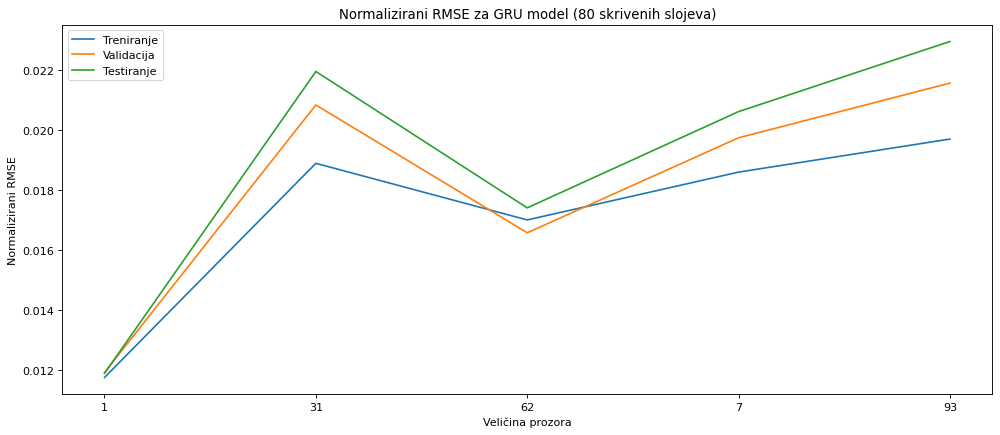 Normalizirani RMSE za GRU model (80 skrivenih slojeva)
Treniranje
Validacija
Testiranje
0.022
0.020
0.018
0.016
0.014
0.012
Normalizirani RMSE
1
31
62
7
93
Veličina prozora